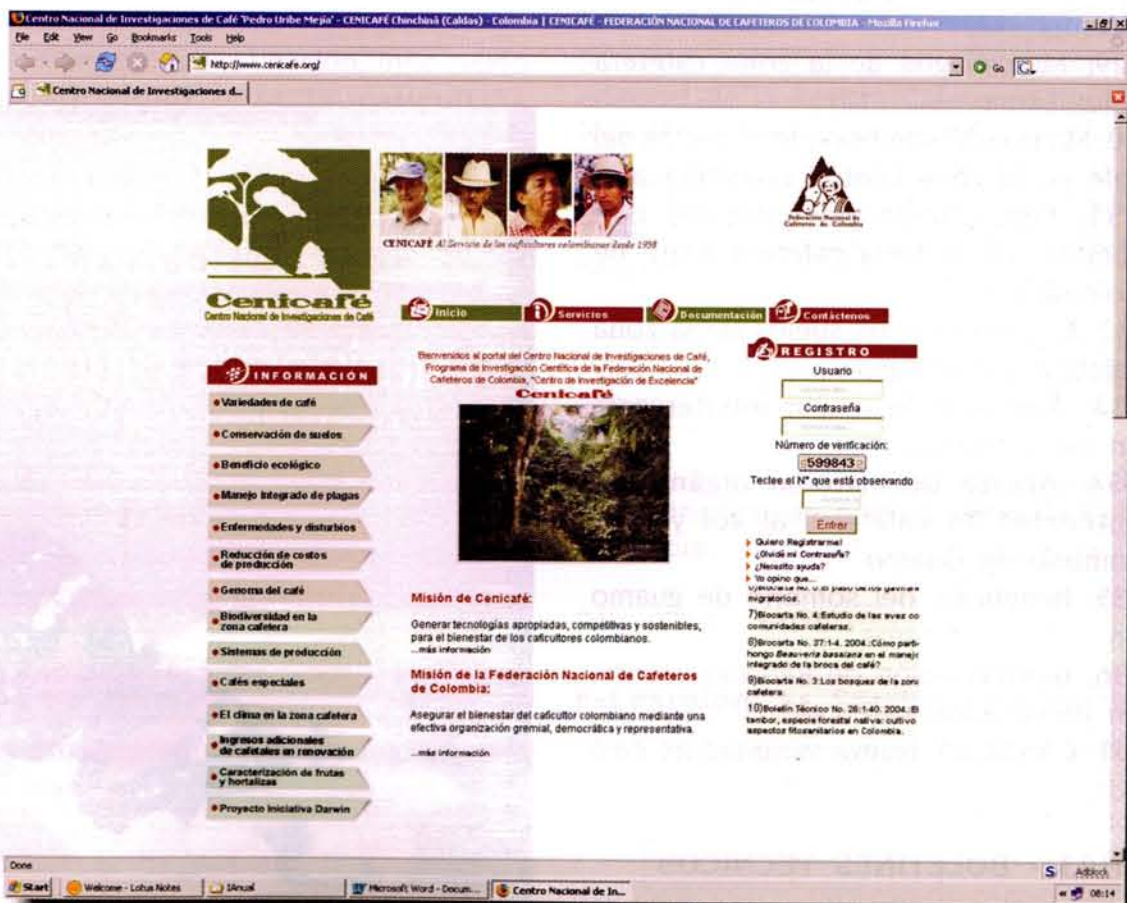 Centro Nacional de Investigaciones de Café 'Pedro Uribe Mejía' - CENICAFÉ Chinchiná (Caldas) - Colombia | CENICAFÉ - FEDERACIÓN NACIONAL DE CAFETEROS DE COLOMBIA - Mozilla Firefox
File Edit View Go Bookmarks Tools Help
http://www.cenicafe.org/
Go
Centro Nacional de Investigaciones d...
CENICAFÉ Al Servicio de los caficultores colombianos desde 1938
Federación Nacional de
Cafeteros de Colombia
Cenicafé
Centro Nacional de Investigaciones de Café
Inicio
Servicios
Documentación
Contáctenos
INFORMACIÓN
Variedades de café
Conservación de suelos
Beneficio ecológico
Manejo integrado de plagas
Enfermedades y disturbios
Reducción de costos
de producción
Genoma del café
Biodiversidad en la
zona cafetera
Sistemas de producción
Cafés especiales
El clima en la zona cafetera
Ingresos adicionales
de cafetales en renovación
Caracterización de frutas
y hortalizas
Proyecto Iniciativa Darwin
Bienvenidos al portal del Centro Nacional de Investigaciones de Café,
Programa de Investigación Científica de la Federación Nacional de
Cafeteros de Colombia, "Centro de Investigación de Excelencia"
Cenicafé
Misión de Cenicafé:
Generar tecnologías apropiadas, competitivas y sostenibles,
para el bienestar de los caficultores colombianos.
...más información
Misión de la Federación Nacional de Cafeteros
de Colombia:
Asegurar el bienestar del caficultor colombiano mediante una
efectiva organización gremial, democrática y representativa.
...más información
REGISTRO
Usuario
Contraseña
Número de verificación:
599843
Teclee el N° que está observando
Entrar
Quiero Registrarme!
¿Olvidé mi Contraseña?
¿Necesito ayuda?
Yo opino que...
migratorios.
7)Biocarta No. 4:Estudio de las aves co
comunidades cafeteras.
8)Brocarta No. 37:1-4. 2004.:Cómo parti
hongo Beauveria bassiana en el manejo
integrado de la broca del café?
9)Biocarta No. 3:Los bosques de la zona
cafetera.
10)Boletín Técnico No. 28:1-40. 2004.:El
tambor, especie forestal nativa: cultivo
aspectos fitosanitarios en Colombia.
Done
Adblock
Start
Welcome - Lotus Notes
IAnual
Microsoft Word - Docum...
Centro Nacional de In...
08:14